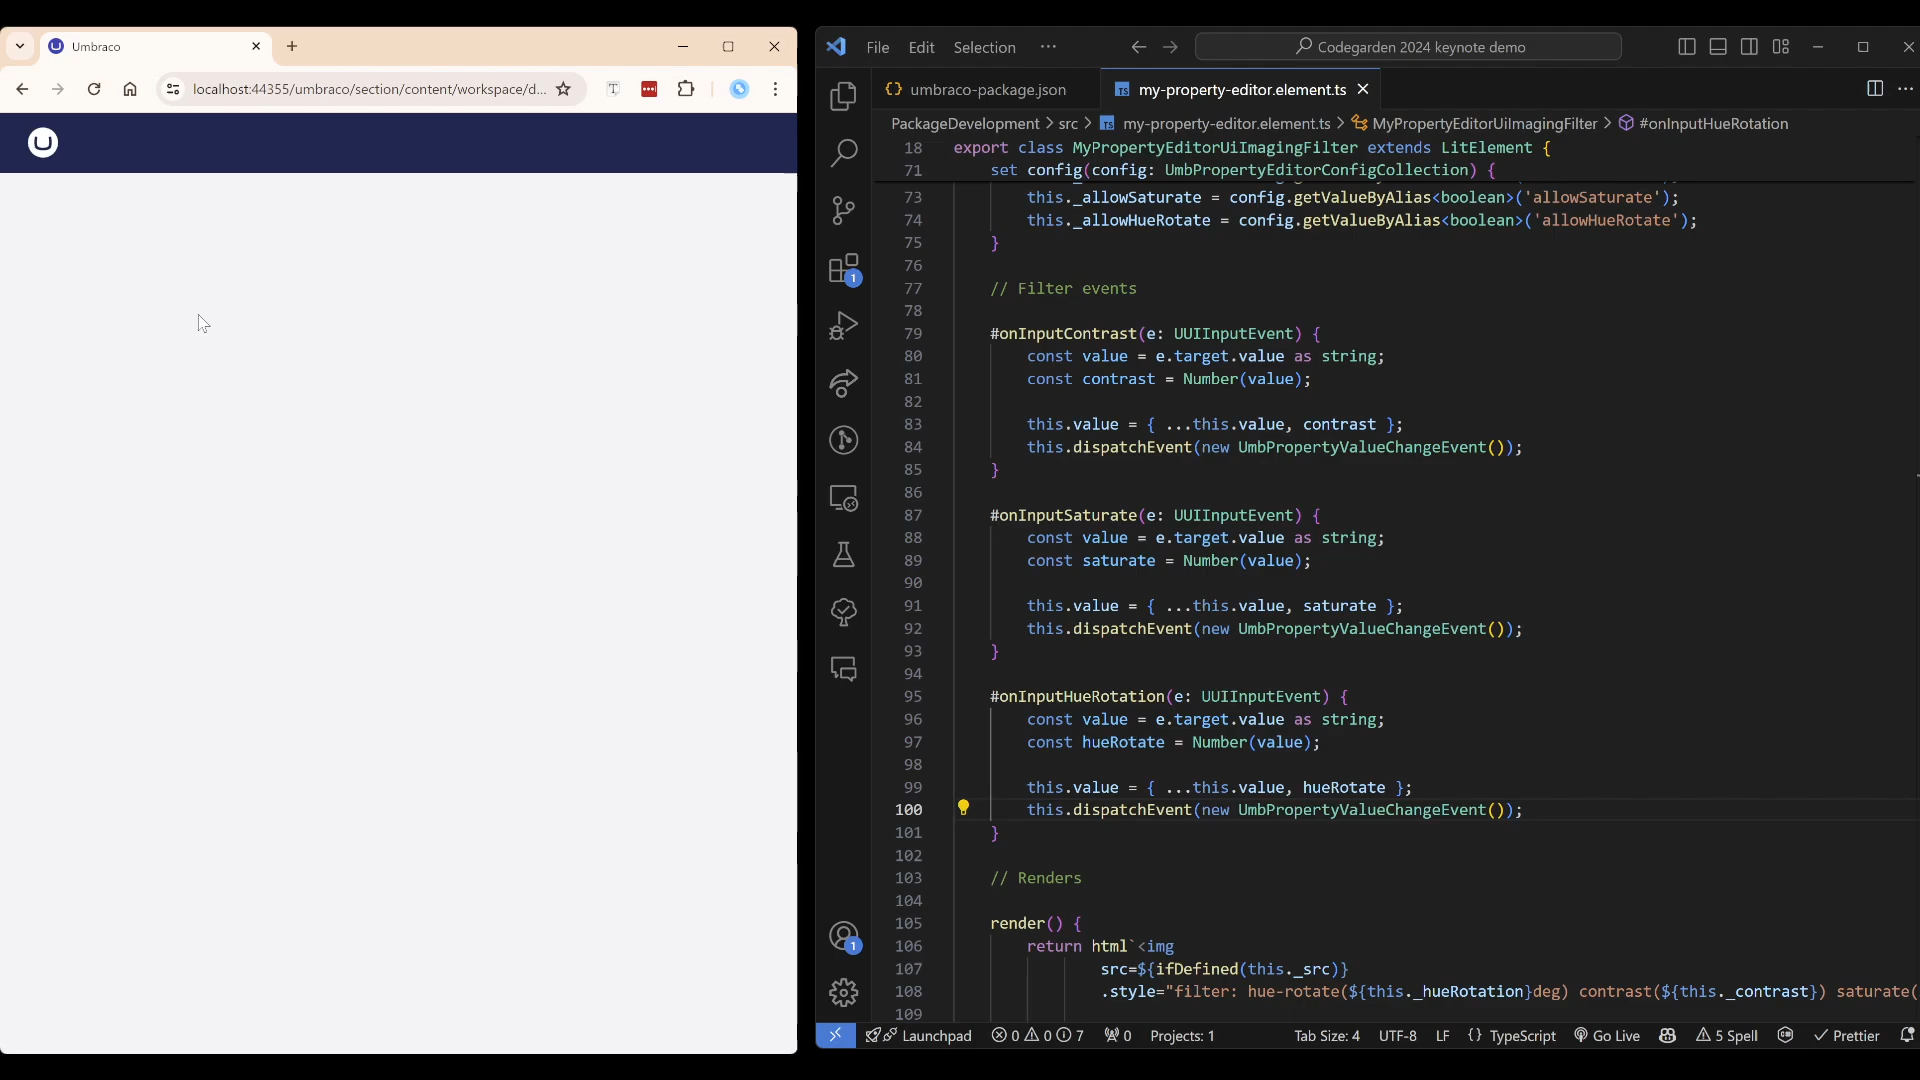 Umbraco
localhost:44355/umbraco/section/content/workspace/d...
File Edit Selection ...
Codegarden 2024 keynote demo
umbraco-package.json
TS my-property-editor.element.ts
PackageDevelopment > src > TS my-property-editor.element.ts > MyPropertyEditorUiImagingFilter > #onInputHueRotation
18 export class MyPropertyEditorUiImagingFilter extends LitElement {
71 set config(config: UmbPropertyEditorConfigCollection) {
73 this._allowSaturate = config.getValueByAlias<boolean>('allowSaturate');
74 this._allowHueRotate = config.getValueByAlias<boolean>('allowHueRotate');
75 }
76
77 // Filter events
78
79 #onInputContrast(e: UUIInputEvent) {
80 const value = e.target.value as string;
81 const contrast = Number(value);
82
83 this.value = { ...this.value, contrast };
84 this.dispatchEvent(new UmbPropertyValueChangeEvent());
85 }
86
87 #onInputSaturate(e: UUIInputEvent) {
88 const value = e.target.value as string;
89 const saturate = Number(value);
90
91 this.value = { ...this.value, saturate };
92 this.dispatchEvent(new UmbPropertyValueChangeEvent());
93 }
94
95 #onInputHueRotation(e: UUIInputEvent) {
96 const value = e.target.value as string;
97 const hueRotate = Number(value);
98
99 this.value = { ...this.value, hueRotate };
100 this.dispatchEvent(new UmbPropertyValueChangeEvent());
101 }
102
103 // Renders
104
105 render() {
106 return html`<img
107 src=${ifDefined(this._src)}
108 .style="filter: hue-rotate(${this._hueRotation}deg) contrast(${this._contrast}) saturate(
109
1
1
Launchpad 0 0 7 0 Projects: 1 Tab Size: 4 UTF-8 LF {} TypeScript Go Live 5 Spell Prettier